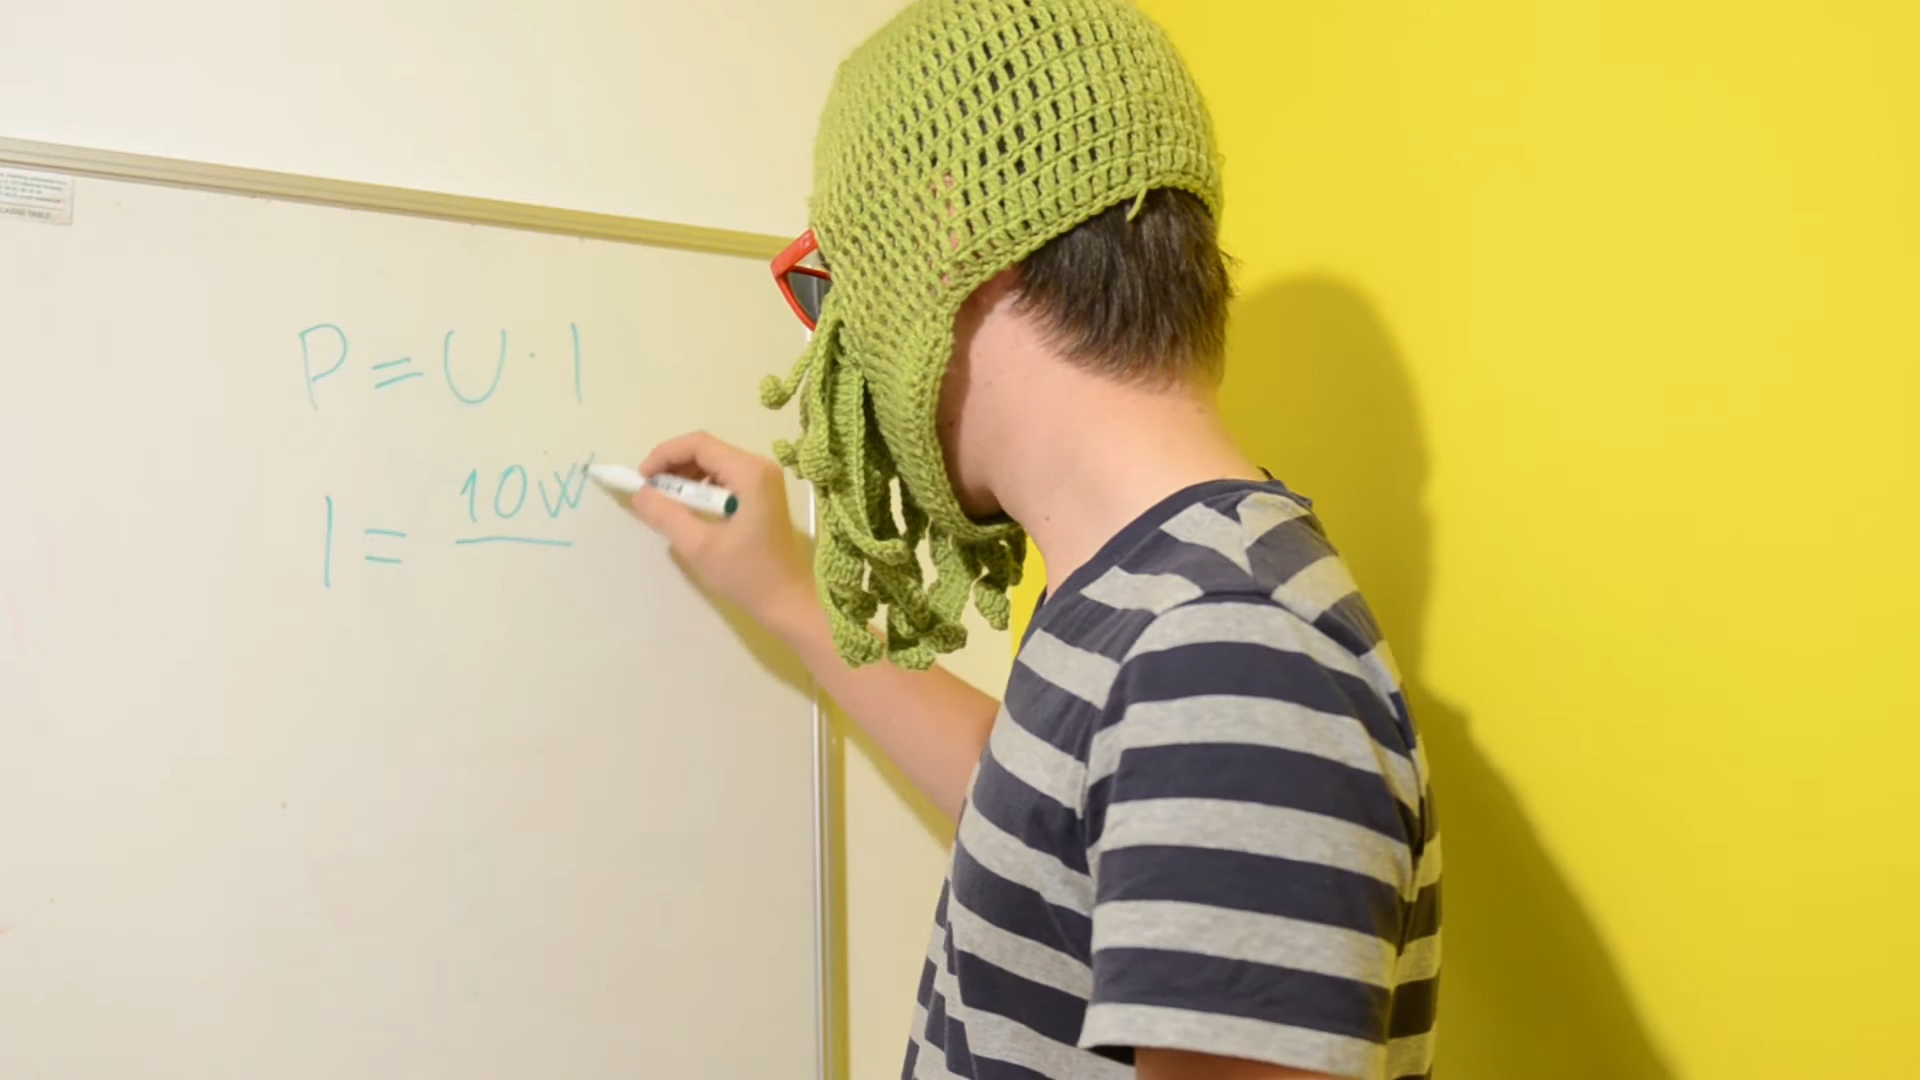 P = U · I
10W
I =